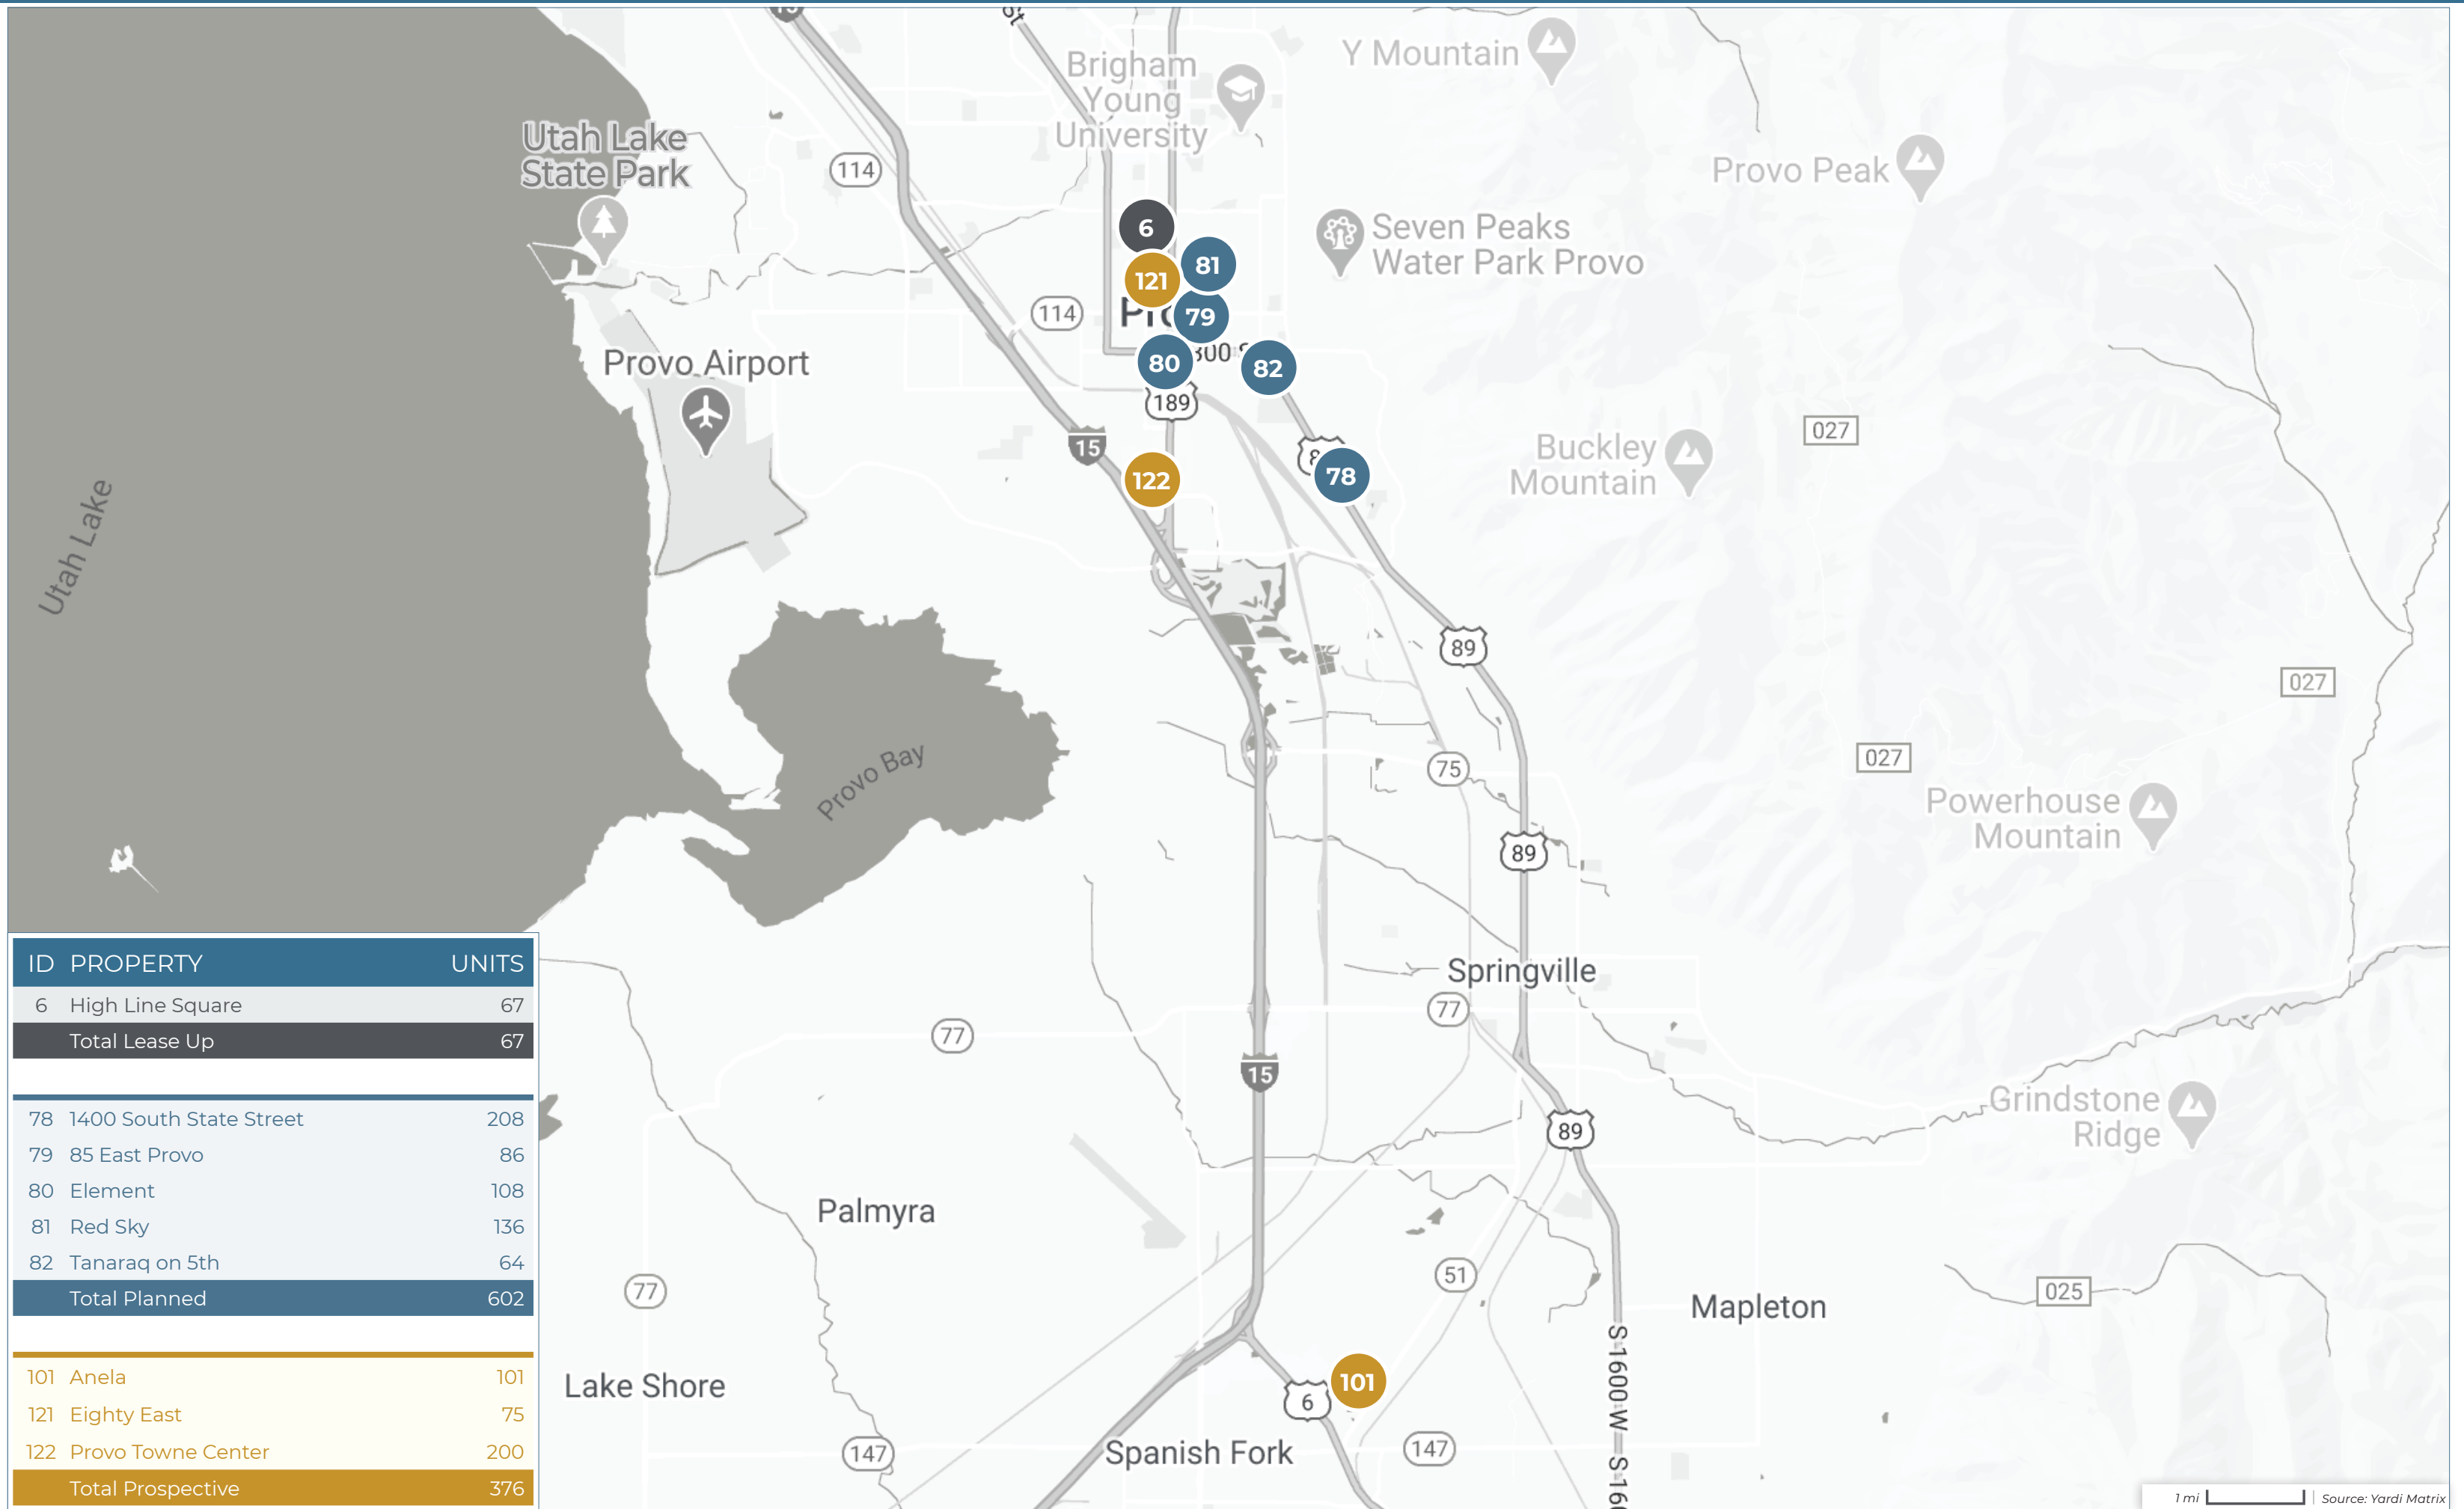 15
St
Brigham
Young
University
Y Mountain
Utah Lake
State Park
114
Provo Peak
6
81
121
Seven Peaks
Water Park Provo
114
79
80
82
189
Provo Airport
15
122
78
027
Buckley
Mountain
Utah Lake
89
027
027
75
Provo Bay
Powerhouse
Mountain
89
Springville
77
77
15
Grindstone
Ridge
89
Palmyra
51
77
025
Mapleton
Lake Shore
101
6
S 1600 W
Spanish Fork
147
147
ID PROPERTY UNITS
6 High Line Square 67
Total Lease Up 67
78 1400 South State Street 208
79 85 East Provo 86
80 Element 108
81 Red Sky 136
82 Tanaraq on 5th 64
Total Planned 602
101 Anela 101
121 Eighty East 75
122 Provo Towne Center 200
Total Prospective 376
1 mi
Source: Yardi Matrix